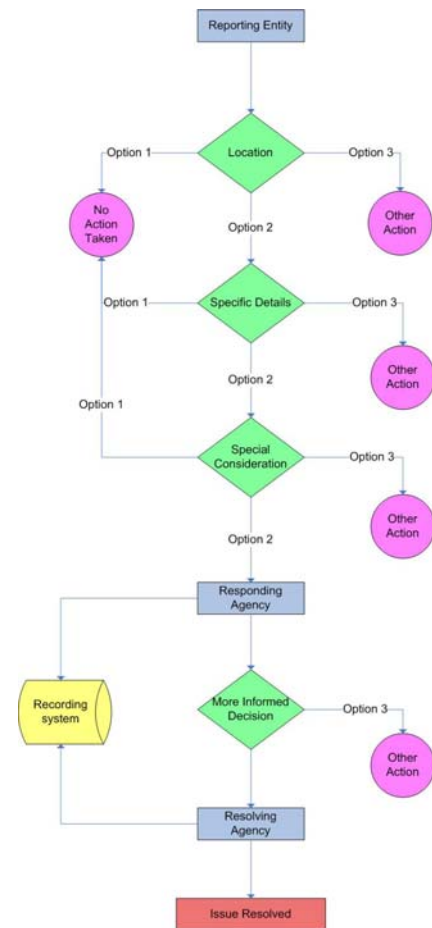 Reporting Entity
Option 1
Location
Option 3
No
Action
Taken
Other
Action
Option 2
Option 1
Specific Details
Option 3
Other
Action
Option 2
Option 1
Special
Consideration
Option 3
Other
Action
Option 2
Responding
Agency
Recording
system
More Informed
Decision
Option 3
Other
Action
Resolving
Agency
Issue Resolved